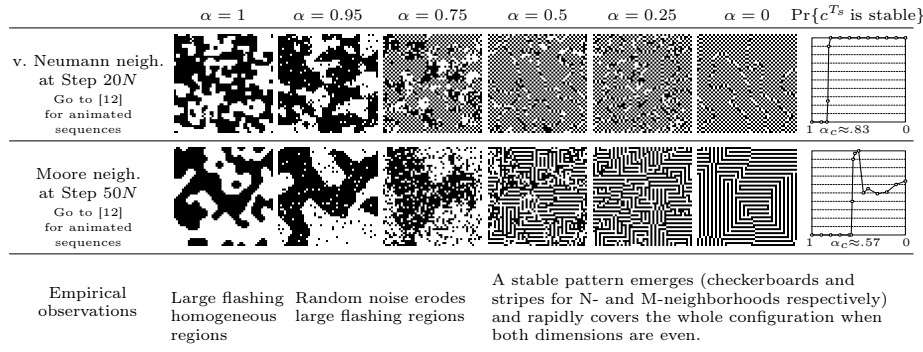 α = 1 α = 0.95 α = 0.75 α = 0.5 α = 0.25 α = 0 Pr{c^{T_s} is stable}
v. Neumann neigh.
at Step 20N
Go to [12]
for animated
sequences
1 α_c≈.83 0
Moore neigh.
at Step 50N
Go to [12]
for animated
sequences
1 α_c≈.57 0
Empirical
observations
Large flashing
homogeneous
regions
Random noise erodes
large flashing regions
A stable pattern emerges (checkerboards and
stripes for N- and M-neighborhoods respectively)
and rapidly covers the whole configuration when
both dimensions are even.